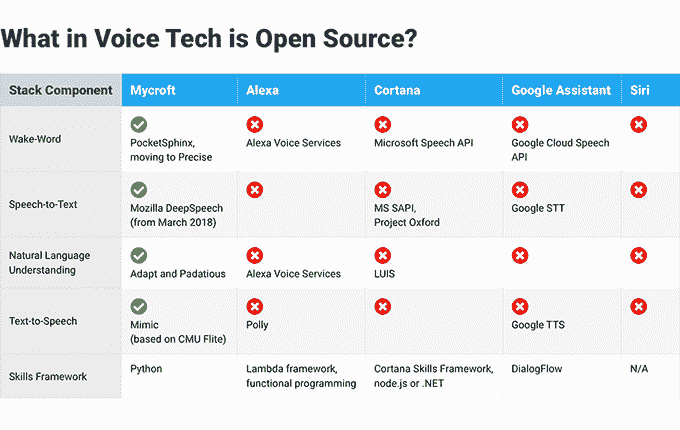 What in Voice Tech is Open Source?
Stack Component Mycroft Alexa Cortana Google Assistant Siri
Wake-Word
PocketSphinx,
moving to Precise
Alexa Voice Services
Microsoft Speech API
Google Cloud Speech
API
Speech-to-Text
Mozilla DeepSpeech
(from March 2018)
MS SAPI,
Project Oxford
Google STT
Natural Language
Understanding
Adapt and Padatious
Alexa Voice Services
LUIS
Text-to-Speech
Mimic
(based on CMU Flite)
Polly
Google TTS
Skills Framework
Python
Lambda framework,
functional programming
Cortana Skills Framework,
node.js or .NET
DialogFlow
N/A